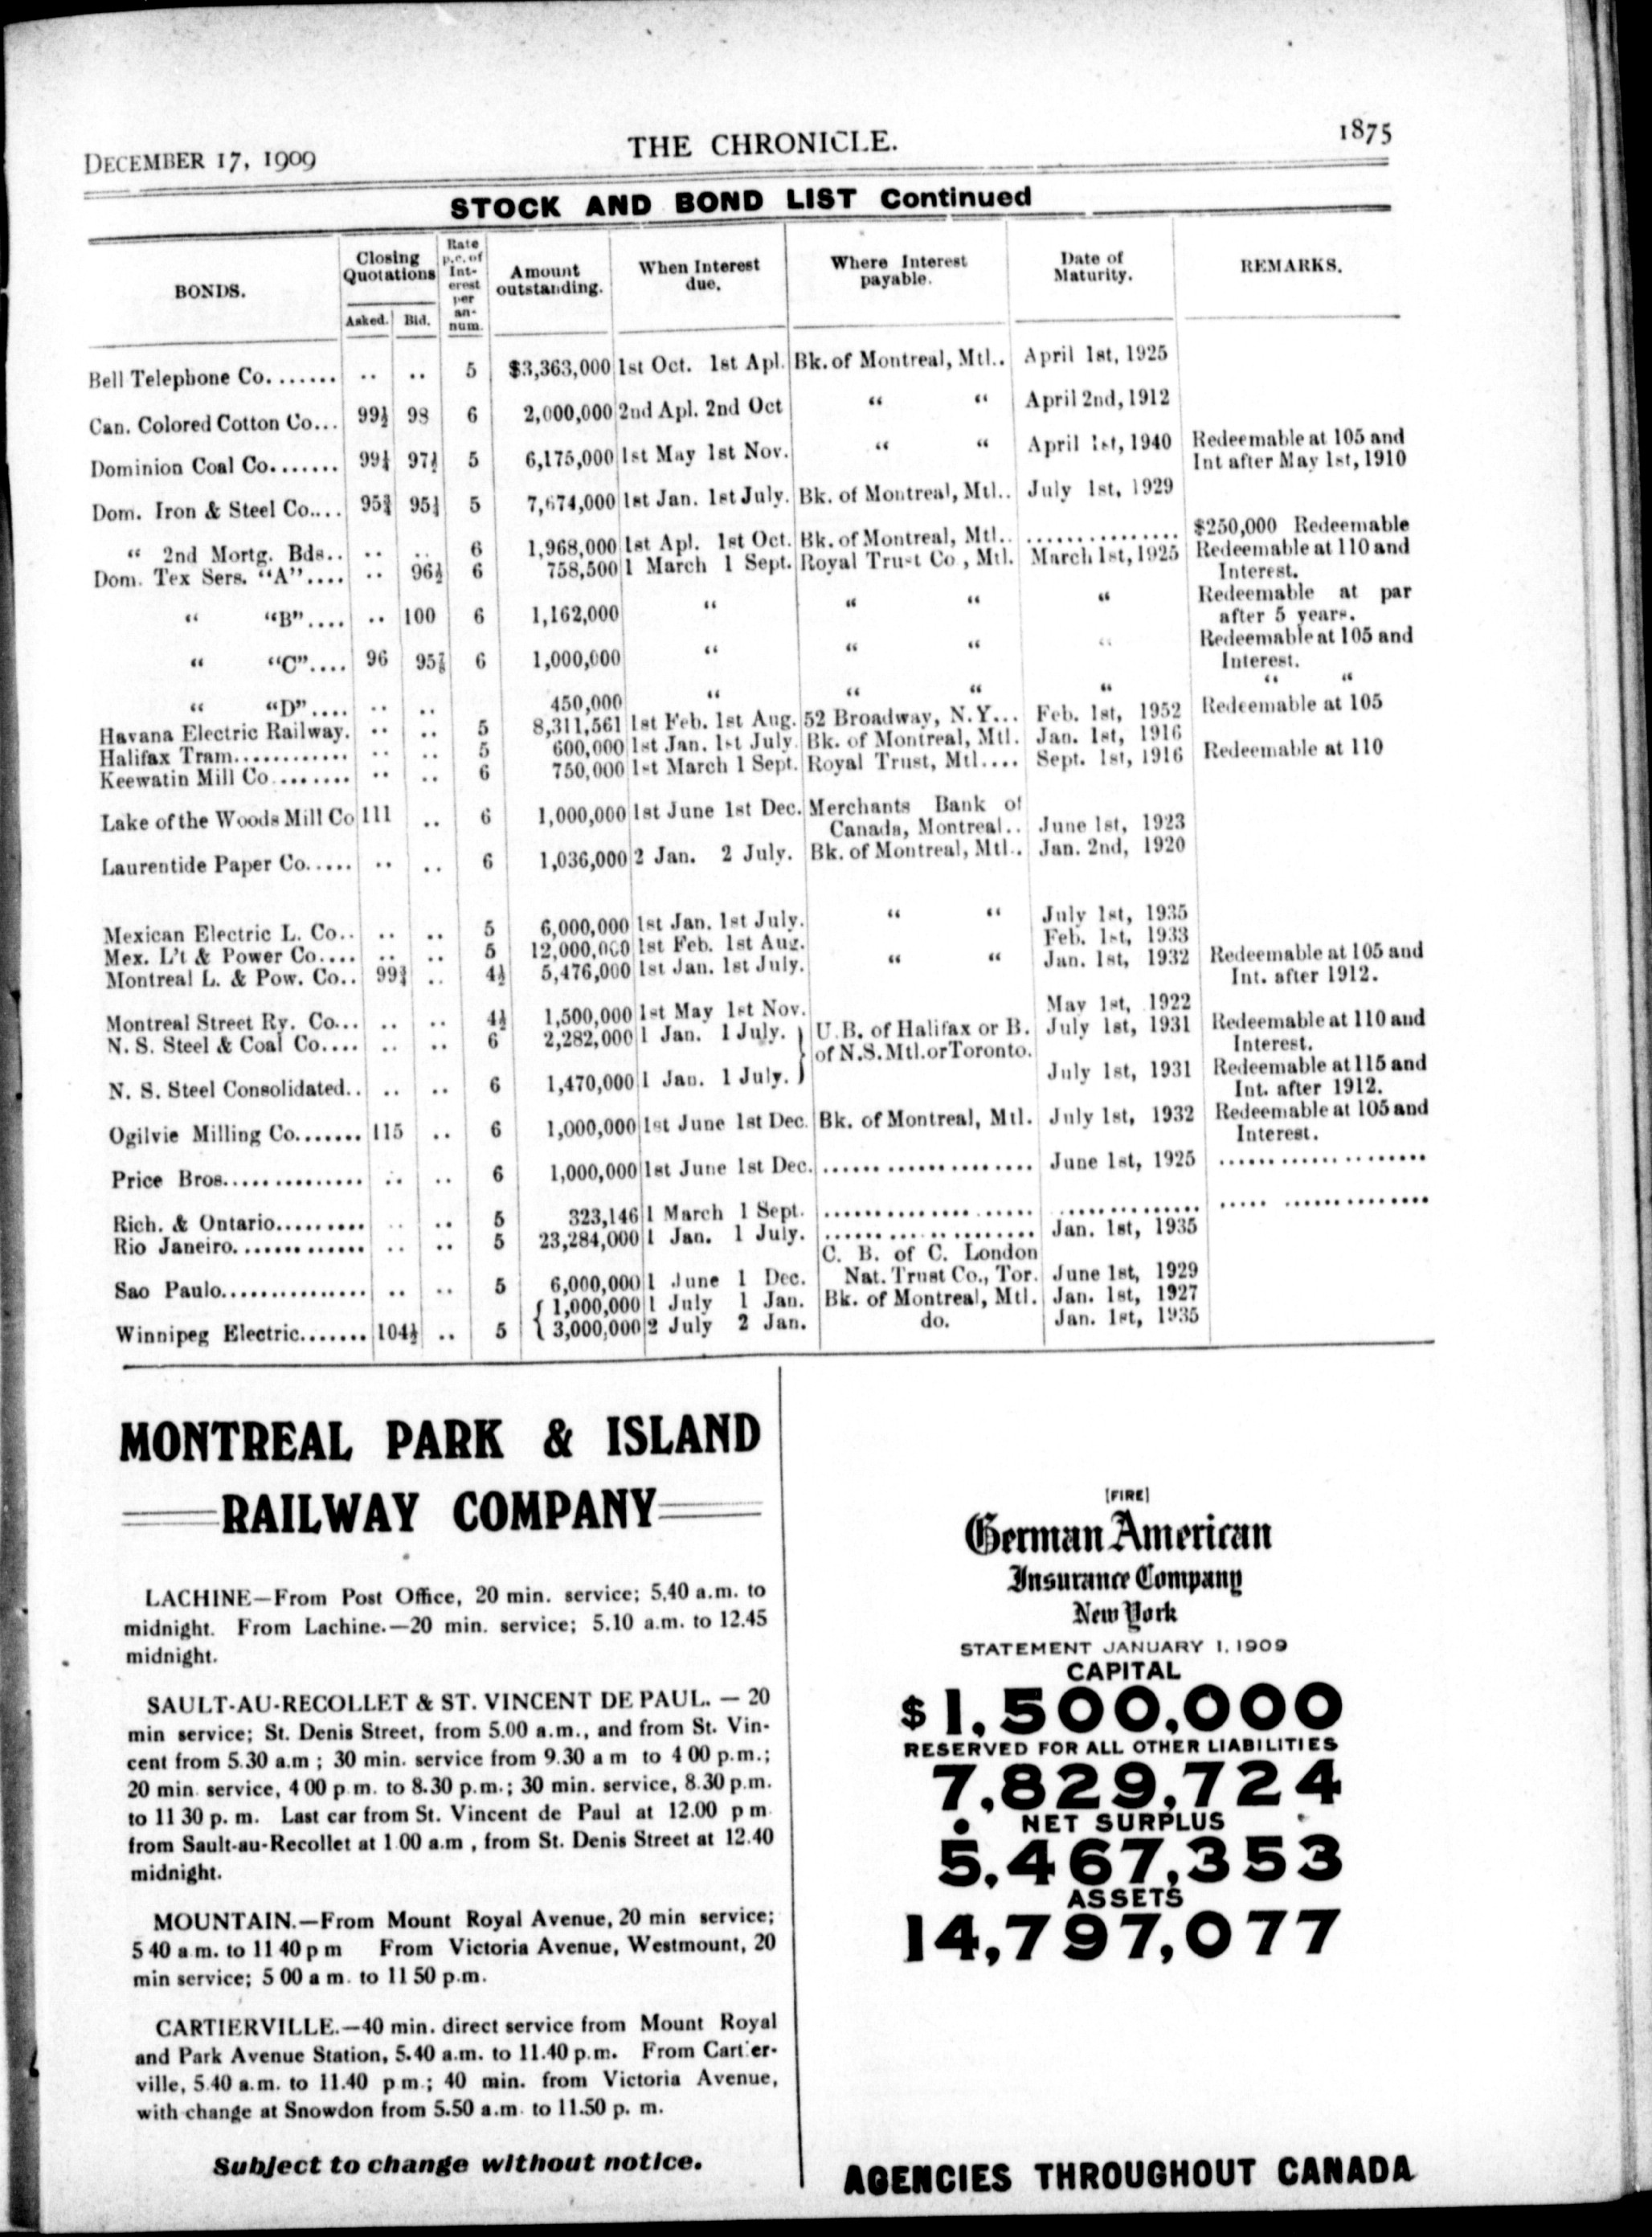 DECEMBER 17, 1909 THE CHRONICLE. 1875
STOCK AND BOND LIST Continued
BONDS. Closing Quotations Asked. Bid. Rate p.c. of Interest per annum. Amount outstanding. When Interest due. Where Interest payable. Date of Maturity. REMARKS.
Bell Telephone Co....... .. .. 5 $3,363,000 1st Oct. 1st Apl. Bk. of Montreal, Mtl.. April 1st, 1925
Can. Colored Cotton Co... 99½ 98 6 2,000,000 2nd Apl. 2nd Oct “ “ April 2nd, 1912
Dominion Coal Co....... 97½ 5 6,175,000 1st May 1st Nov. “ “ April 1st, 1940 Redeemable at 105 and
Int after May 1st, 1910
Dom. Iron & Steel Co.... 5 7,674,000 1st Jan. 1st July. Bk. of Montreal, Mtl.. July 1st, 1929
“ 2nd Mortg. Bds.. .. .. 6 1,968,000 1st Apl. 1st Oct. Bk. of Montreal, Mtl.. .............. $250,000 Redeemable
Dom. Tex Sers. “A”.... .. 96½ 6 758,500 1 March 1 Sept. Royal Trust Co , Mtl. March 1st, 1925 Redeemable at 110 and
Interest.
“ “B”.... .. 100 6 1,162,000 “ “ “ “ Redeemable at par
after 5 years.
“ “C”.... 96 95⅞ 6 1,000,000 “ “ “ “ Redeemable at 105 and
Interest.
“ “D”.... .. .. 450,000 “ “ “ “ “ “
Havana Electric Railway. .. .. 5 8,311,561 1st Feb. 1st Aug. 52 Broadway, N.Y... Feb. 1st, 1952 Redeemable at 105
Halifax Tram............ .. .. 5 600,000 1st Jan. 1st July. Bk. of Montreal, Mtl. Jan. 1st, 1916
Keewatin Mill Co ........ .. .. 6 750,000 1st March 1 Sept. Royal Trust, Mtl.... Sept. 1st, 1916 Redeemable at 110
Lake of the Woods Mill Co 111 .. 6 1,000,000 1st June 1st Dec. Merchants Bank of
Canada, Montreal.. June 1st, 1923
Laurentide Paper Co..... .. .. 6 1,036,000 2 Jan. 2 July. Bk. of Montreal, Mtl.. Jan. 2nd, 1920
Mexican Electric L. Co.. .. .. 5 6,000,000 1st Jan. 1st July. “ “ July 1st, 1935
Mex. L't & Power Co.... .. .. 5 12,000,000 1st Feb. 1st Aug. Feb. 1st, 1933
Montreal L. & Pow. Co.. 99¾ .. 4½ 5,476,000 1st Jan. 1st July. “ “ Jan. 1st, 1932 Redeemable at 105 and
Int. after 1912.
Montreal Street Ry. Co... .. .. 4½ 1,500,000 1st May 1st Nov. May 1st, 1922
N. S. Steel & Coal Co.... .. .. 6 2,282,000 1 Jan. 1 July. U.B. of Halifax or B. July 1st, 1931 Redeemable at 110 and
of N.S.Mtl.orToronto. Interest.
N. S. Steel Consolidated.. .. .. 6 1,470,000 1 Jan. 1 July. July 1st, 1931 Redeemable at 115 and
Int. after 1912.
Ogilvie Milling Co....... 115 .. 6 1,000,000 1st June 1st Dec. Bk. of Montreal, Mtl. July 1st, 1932 Redeemable at 105 and
Interest.
Price Bros.............. .. .. 6 1,000,000 1st June 1st Dec. .................... June 1st, 1925 ....................
Rich. & Ontario......... .. .. 5 323,146 1 March 1 Sept. .................... .............. ....................
Rio Janeiro............. .. .. 5 23,284,000 1 Jan. 1 July. .................... Jan. 1st, 1935
C. B. of C. London
Sao Paulo............... .. .. 5 6,000,000 1 June 1 Dec. Nat. Trust Co., Tor. June 1st, 1929
{ 1,000,000 1 July 1 Jan. Bk. of Montreal, Mtl. Jan. 1st, 1927
Winnipeg Electric....... 104½ .. 5 { 3,000,000 2 July 2 Jan. do. Jan. 1st, 1935
MONTREAL PARK & ISLAND
RAILWAY COMPANY
LACHINE—From Post Office, 20 min. service; 5.40 a.m. to
midnight. From Lachine.—20 min. service; 5.10 a.m. to 12.45
midnight.
SAULT-AU-RECOLLET & ST. VINCENT DE PAUL. — 20
min service; St. Denis Street, from 5.00 a.m., and from St. Vin-
cent from 5.30 a.m ; 30 min. service from 9.30 a m to 4 00 p.m.;
20 min. service, 4 00 p.m. to 8.30 p.m.; 30 min. service, 8.30 p.m.
to 11 30 p. m. Last car from St. Vincent de Paul at 12.00 p m.
from Sault-au-Recollet at 1 00 a.m , from St. Denis Street at 12.40
midnight.
MOUNTAIN.—From Mount Royal Avenue, 20 min service;
5 40 a.m. to 11 40 p m From Victoria Avenue, Westmount, 20
min service; 5 00 a m. to 11 50 p.m.
CARTIERVILLE.—40 min. direct service from Mount Royal
and Park Avenue Station, 5.40 a.m. to 11.40 p.m. From Cartier-
ville, 5.40 a.m. to 11.40 p m.; 40 min. from Victoria Avenue,
with change at Snowdon from 5.50 a.m. to 11.50 p. m.
Subject to change without notice.
[FIRE]
German American
Insurance Company
New York
STATEMENT JANUARY 1, 1909
CAPITAL
$1,500,000
RESERVED FOR ALL OTHER LIABILITIES
7,829,724
NET SURPLUS
5,467,353
ASSETS
14,797,077
AGENCIES THROUGHOUT CANADA